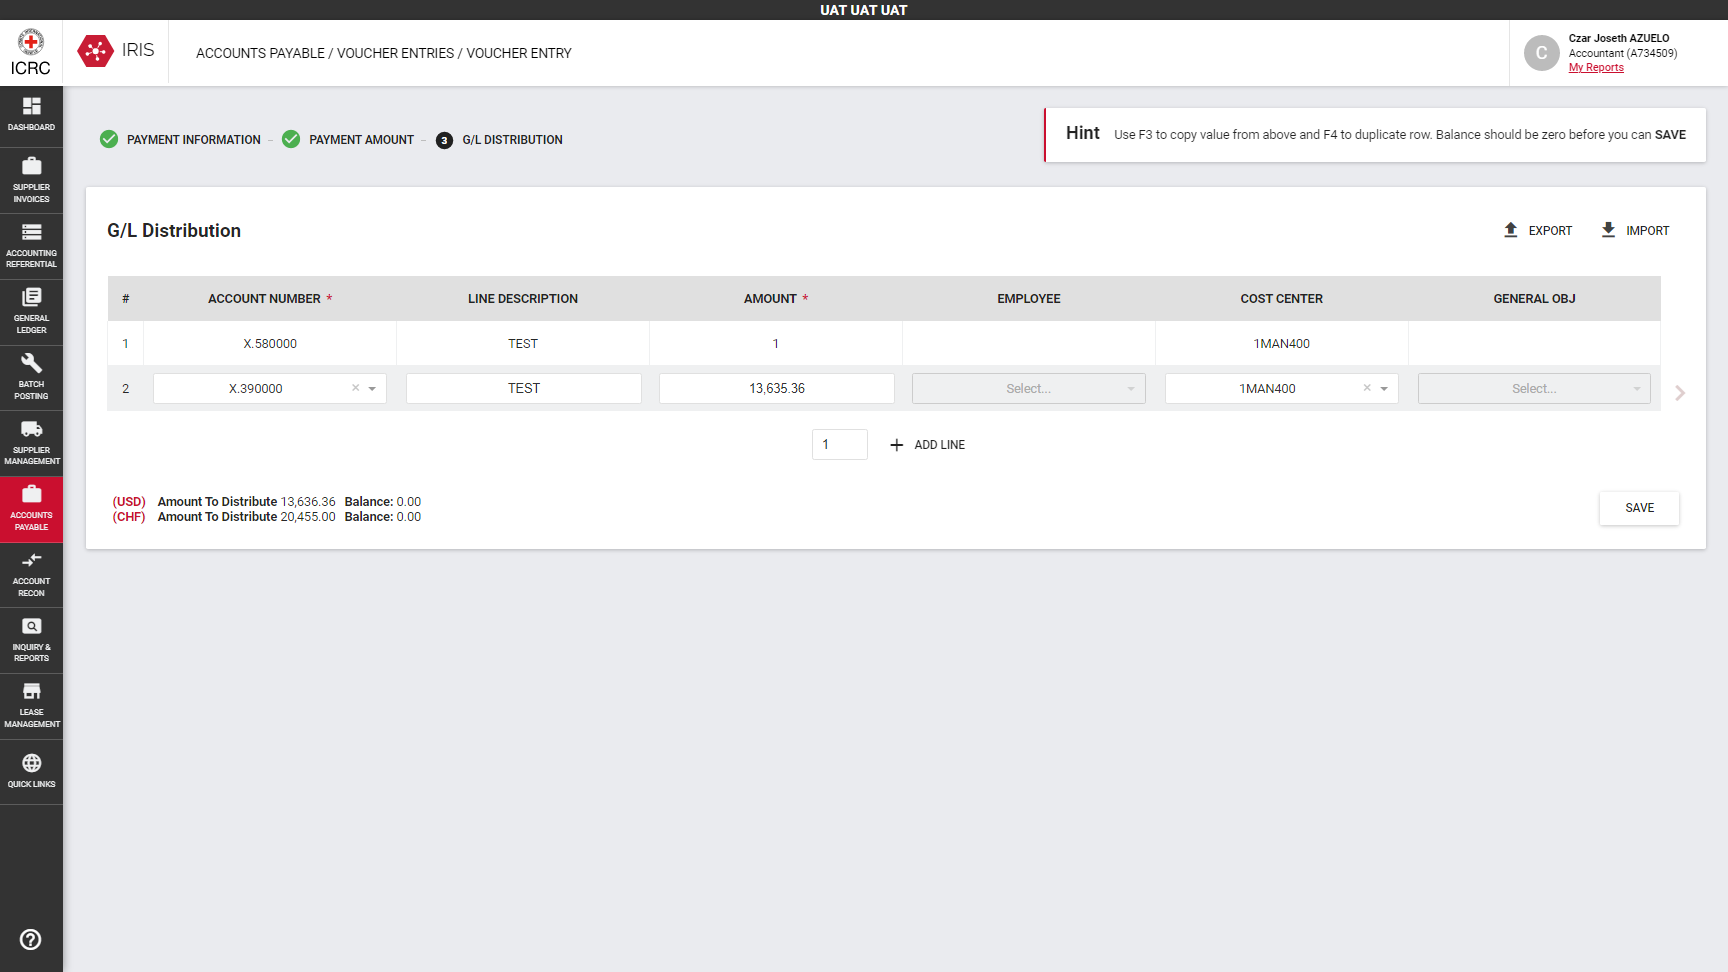 UAT UAT UAT
ICRC
IRIS
ACCOUNTS PAYABLE / VOUCHER ENTRIES / VOUCHER ENTRY
C
Czar Joseth AZUELO
Accountant (A734509)
My Reports
DASHBOARD
SUPPLIER
INVOICES
ACCOUNTING
REFERENTIAL
GENERAL
LEDGER
BATCH
POSTING
SUPPLIER
MANAGEMENT
ACCOUNTS
PAYABLE
ACCOUNT
RECON
INQUIRY &
REPORTS
LEASE
MANAGEMENT
QUICK LINKS
PAYMENT INFORMATION – PAYMENT AMOUNT – 3 G/L DISTRIBUTION
Hint Use F3 to copy value from above and F4 to duplicate row. Balance should be zero before you can SAVE
G/L Distribution
EXPORT IMPORT
# ACCOUNT NUMBER * LINE DESCRIPTION AMOUNT * EMPLOYEE COST CENTER GENERAL OBJ
1 X.580000 TEST 1 1MAN400
2 X.390000 × TEST 13,635.36 Select... 1MAN400 × Select...
1 + ADD LINE
(USD) Amount To Distribute 13,636.36 Balance: 0.00
(CHF) Amount To Distribute 20,455.00 Balance: 0.00
SAVE